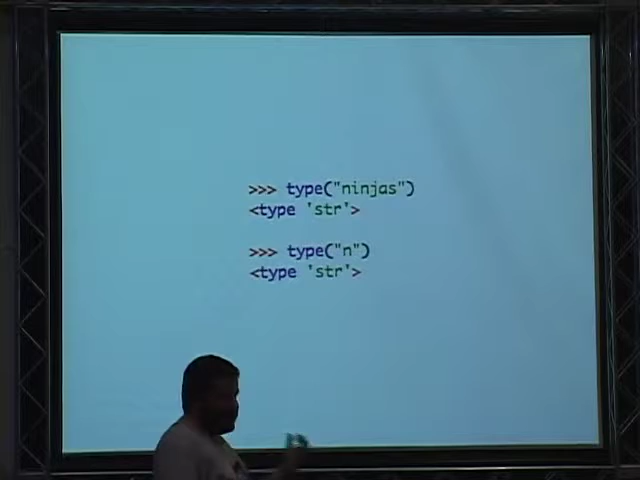 >>> type("ninjas")
<type 'str'>
>>> type("n")
<type 'str'>